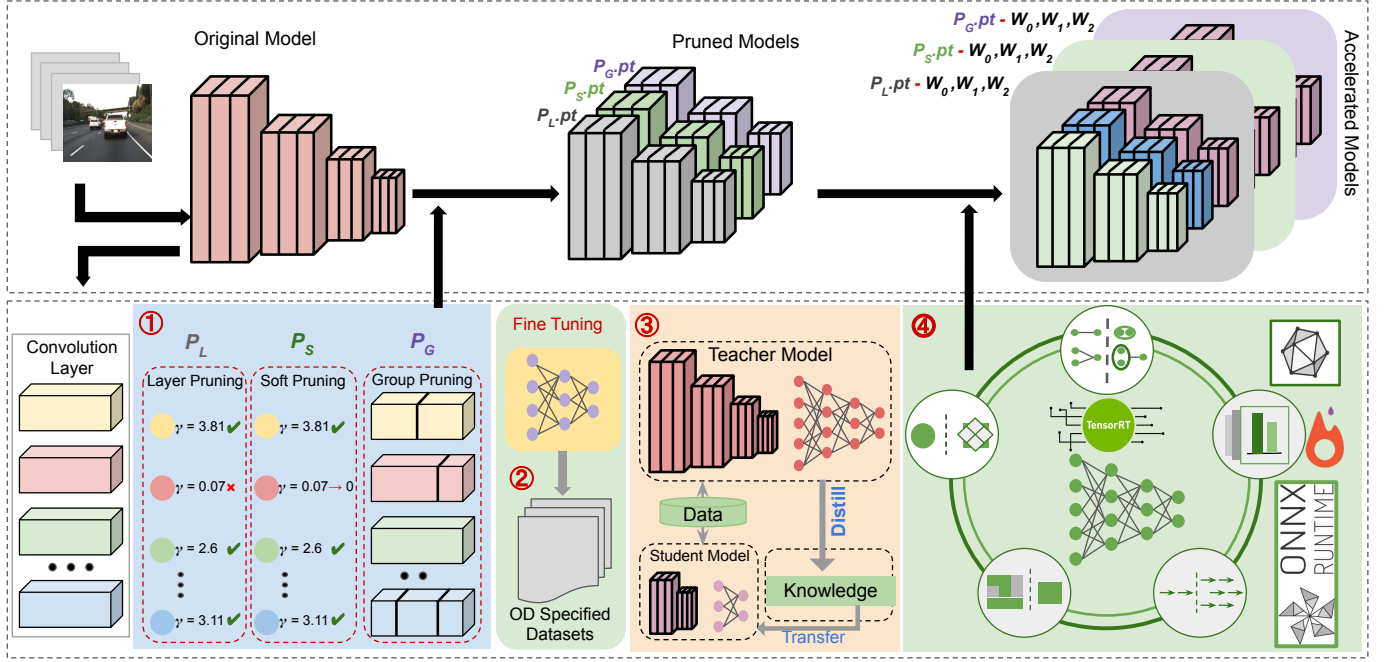 Original Model
Pruned Models
P_G.pt
P_S.pt
P_L.pt
P_G.pt - W_0,W_1,W_2
P_S.pt - W_0,W_1,W_2
P_L.pt - W_0,W_1,W_2
Accelerated Models
Convolution
Layer
①
P_L
P_S
P_G
Layer Pruning
Soft Pruning
Group Pruning
γ = 3.81 ✔
γ = 3.81 ✔
γ = 0.07 ×
γ = 0.07 → 0
γ = 2.6 ✔
γ = 2.6 ✔
γ = 3.11 ✔
γ = 3.11 ✔
Fine Tuning
②
OD Specified
Datasets
③
Teacher Model
Data
Distill
Student Model
Knowledge
Transfer
④
TensorRT
ONNX
RUNTIME